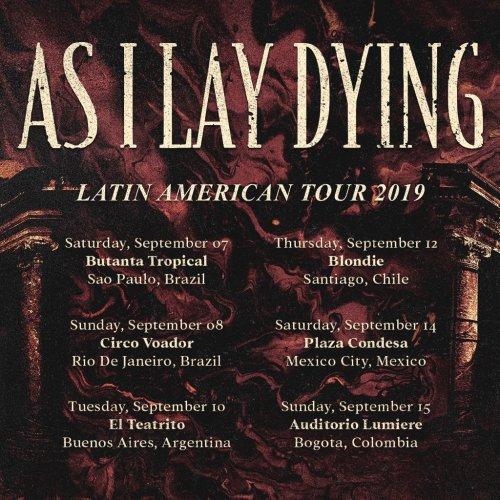 AS I LAY DYING
LATIN AMERICAN TOUR 2019
Saturday, September 07
Butanta Tropical
Sao Paulo, Brazil
Sunday, September 08
Circo Voador
Rio De Janeiro, Brazil
Tuesday, September 10
El Teatrito
Buenos Aires, Argentina
Thursday, September 12
Blondie
Santiago, Chile
Saturday, September 14
Plaza Condesa
Mexico City, Mexico
Sunday, September 15
Auditorio Lumiere
Bogota, Colombia